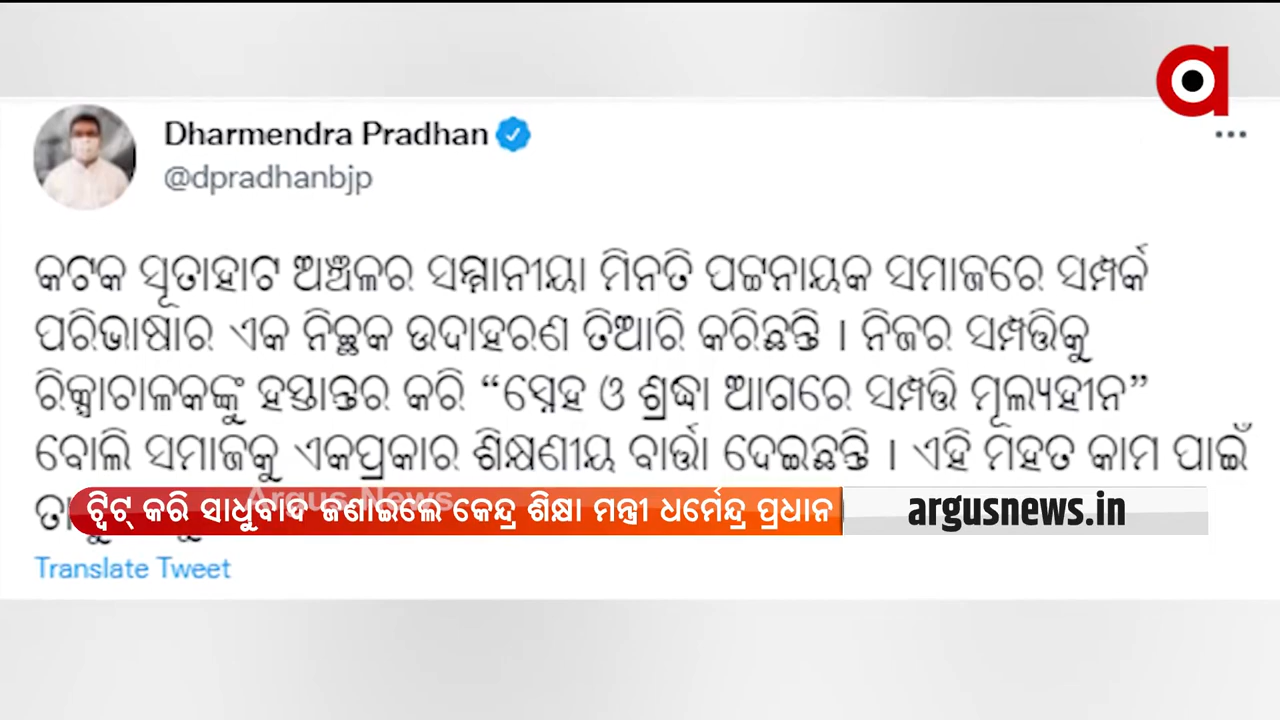 Dharmendra Pradhan
@dpradhanbjp
କଟକ ସୂତାହାଟ ଅଞ୍ଚଳର ସମ୍ମାନୀୟା ମିନତି ପଟ୍ଟନାୟକ ସମାଜରେ ସମ୍ପର୍କ
ପରିଭାଷାର ଏକ ନିଚ୍ଛକ ଉଦାହରଣ ତିଆରି କରିଛନ୍ତି । ନିଜର ସମ୍ପତ୍ତିକୁ
ରିକ୍ସାଚାଳକଙ୍କୁ ହସ୍ତାନ୍ତର କରି “ସ୍ନେହ ଓ ଶ୍ରଦ୍ଧା ଆଗରେ ସମ୍ପତ୍ତି ମୂଲ୍ୟହୀନ”
ବୋଲି ସମାଜକୁ ଏକପ୍ରକାର ଶିକ୍ଷଣୀୟ ବାର୍ତ୍ତା ଦେଇଛନ୍ତି । ଏହି ମହତ କାମ ପାଇଁ
Argus News
ଟ୍ୱିଟ୍ କରି ସାଧୁବାଦ ଜଣାଇଲେ କେନ୍ଦ୍ର ଶିକ୍ଷା ମନ୍ତ୍ରୀ ଧର୍ମେନ୍ଦ୍ର ପ୍ରଧାନ
argusnews.in
Translate Tweet